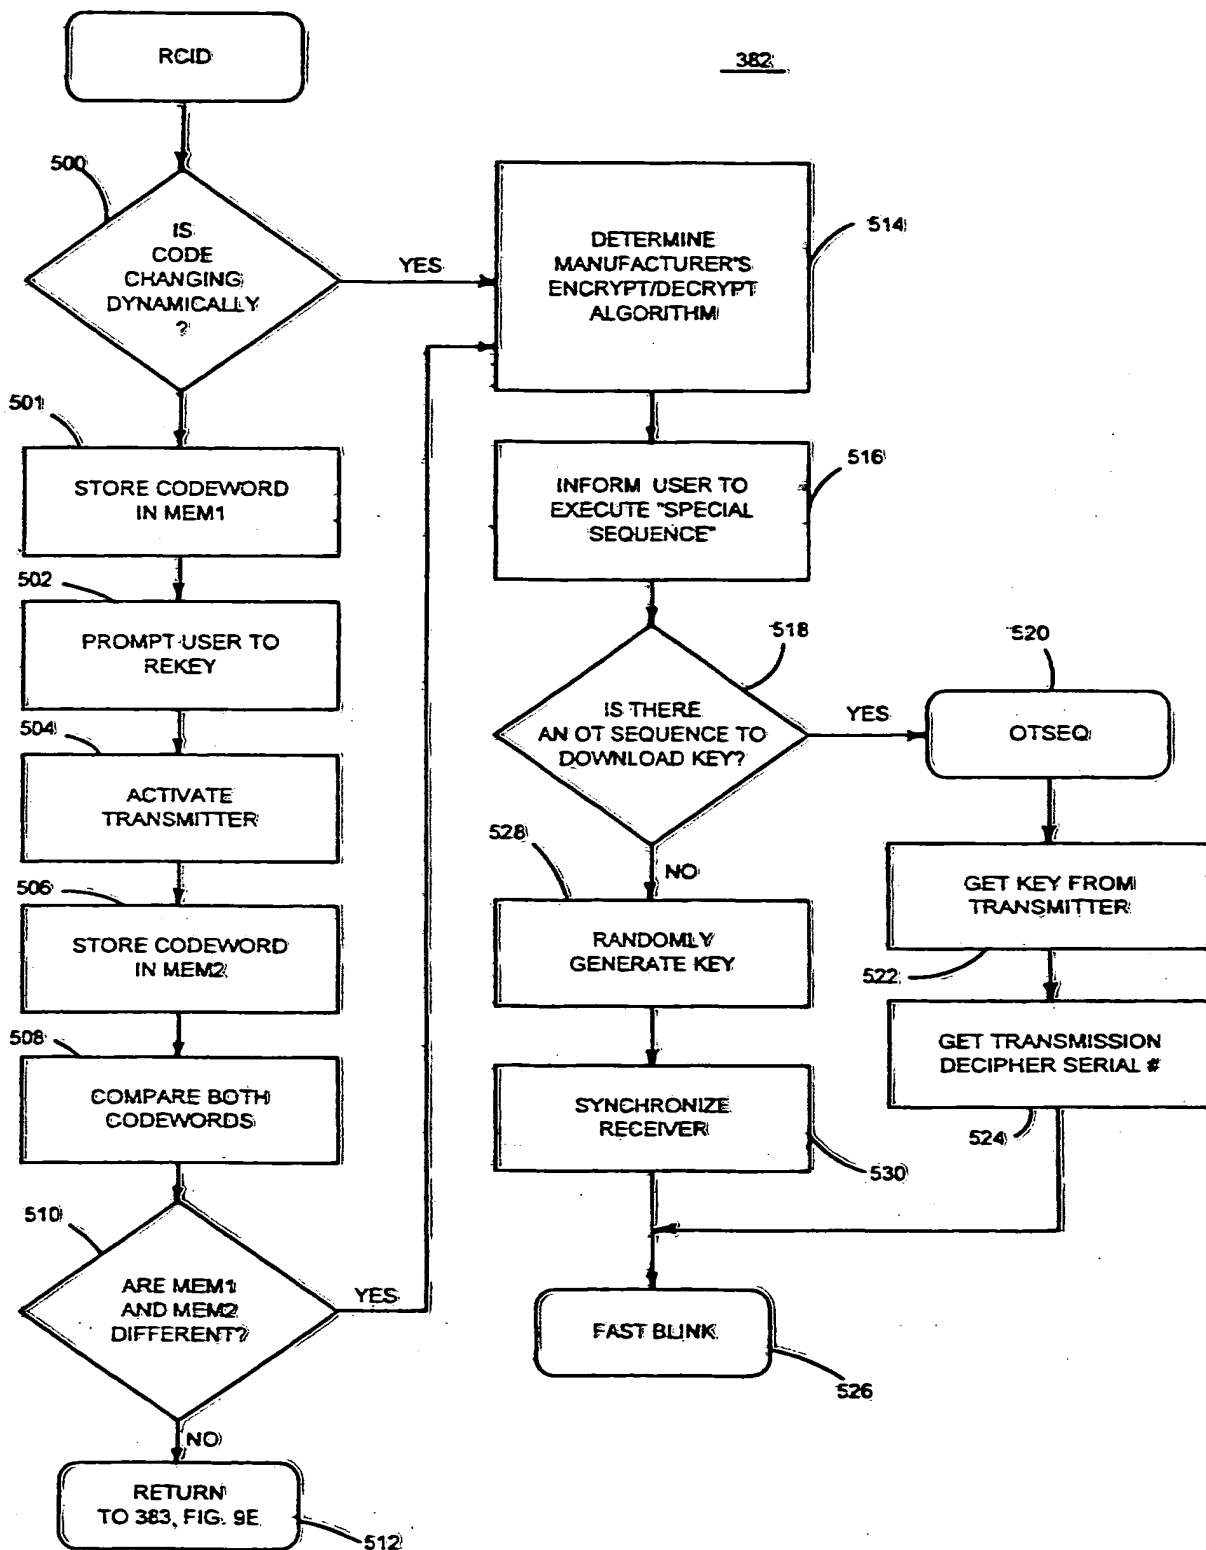 RCID
382
500
IS
CODE
CHANGING
DYNAMICALLY
?
YES
501
STORE CODEWORD
IN MEM1
502
PROMPT USER TO
REKEY
504
ACTIVATE
TRANSMITTER
506
STORE CODEWORD
IN MEM2
508
COMPARE BOTH
CODEWORDS
510
ARE MEM1
AND MEM2
DIFFERENT?
YES
NO
RETURN
TO 383, FIG. 9E
512
DETERMINE
MANUFACTURER'S
ENCRYPT/DECRYPT
ALGORITHM
514
INFORM USER TO
EXECUTE "SPECIAL
SEQUENCE"
516
518
IS THERE
AN OT SEQUENCE TO
DOWNLOAD KEY?
YES
520
OTSEQ
528
NO
RANDOMLY
GENERATE KEY
GET KEY FROM
TRANSMITTER
522
SYNCHRONIZE
RECEIVER
530
GET TRANSMISSION
DECIPHER SERIAL #
524
FAST BLINK
526